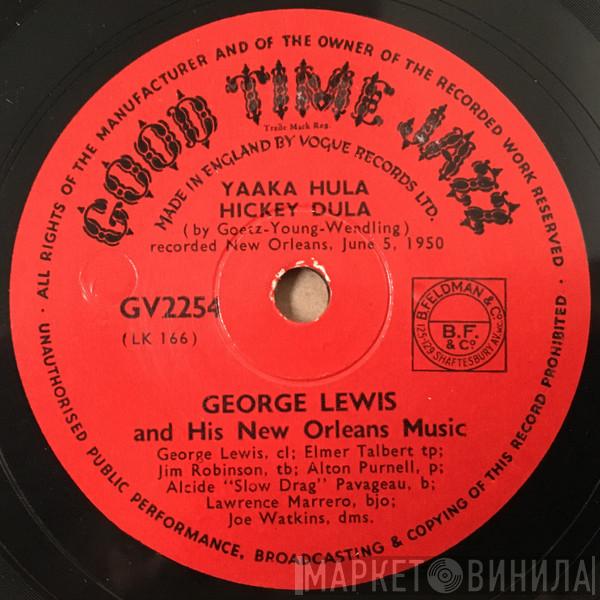 ALL RIGHTS OF THE MANUFACTURER AND OF THE OWNER OF THE RECORDED WORK RESERVED
GOOD TIME JAZZ
Trade Mark Reg.
MADE IN ENGLAND BY VOGUE RECORDS LTD.
YAAKA HULA
HICKEY DULA
(by Goetz-Young-Wendling)
recorded New Orleans, June 5, 1950
GV2254
(LK 166)
B. FELDMAN & Co
125-129 SHAFTESBURY AV. WC.
B.F.
& Co.
GEORGE LEWIS
and His New Orleans Music
George Lewis, cl; Elmer Talbert tp;
Jim Robinson, tb; Alton Purnell, p;
Alcide "Slow Drag" Pavageau, b;
Lawrence Marrero, bjo;
Joe Watkins, dms.
UNAUTHORISED PUBLIC PERFORMANCE, BROADCASTING & COPYING OF THIS RECORD PROHIBITED
МАРКЕТ ВИНИЛА